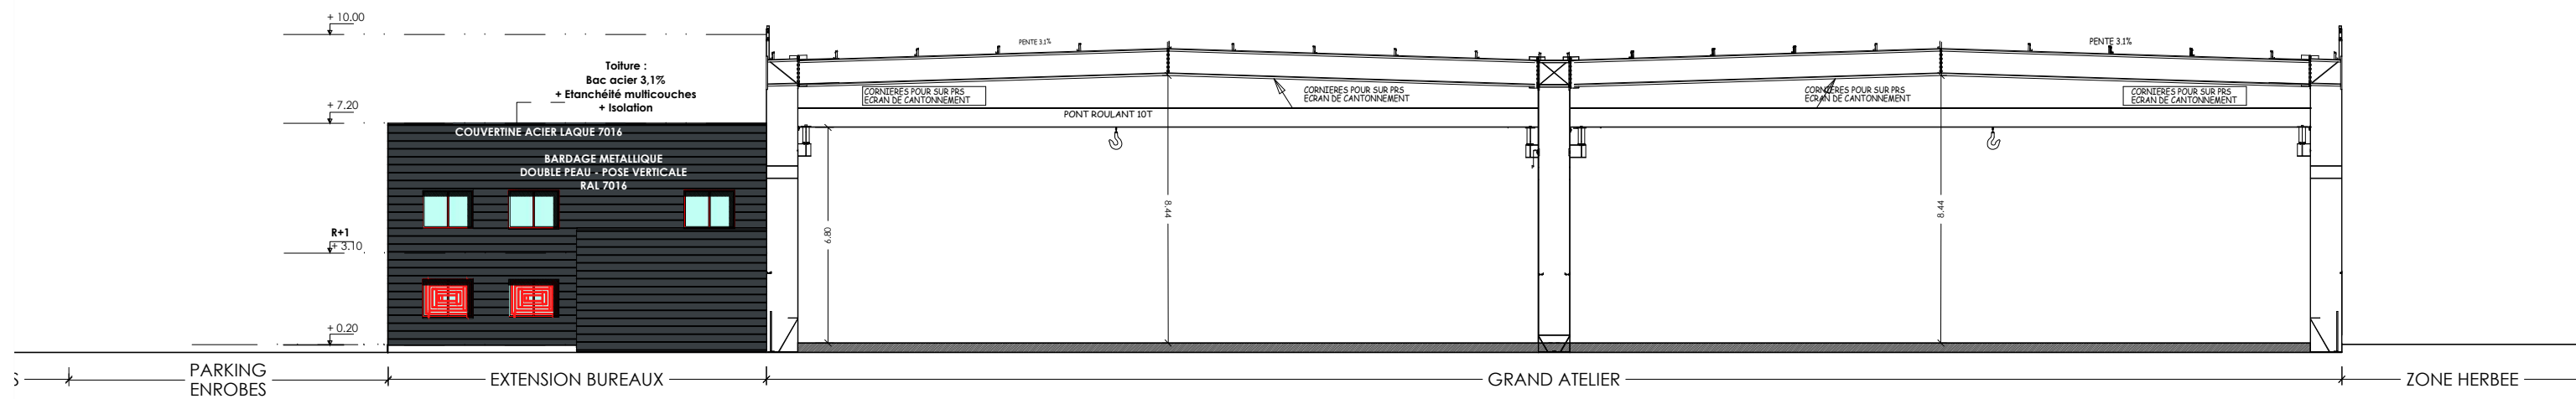 + 10.00
PENTE 3.1%
PENTE 3.1%
Toiture :
Bac acier 3,1%
+ Etanchéité multicouches
+ Isolation
CORNIERES POUR SUR PRS
ECRAN DE CANTONNEMENT
CORNIERES POUR SUR PRS
ECRAN DE CANTONNEMENT
CORNIERES POUR SUR PRS
ECRAN DE CANTONNEMENT
CORNIERES POUR SUR PRS
ECRAN DE CANTONNEMENT
+ 7.20
PONT ROULANT 10T
COUVERTINE ACIER LAQUE 7016
BARDAGE METALLIQUE
DOUBLE PEAU - POSE VERTICALE
RAL 7016
8.44
8.44
6.80
R+1
+ 3.10
+ 0.20
S
PARKING
ENROBES
EXTENSION BUREAUX
GRAND ATELIER
ZONE HERBEE